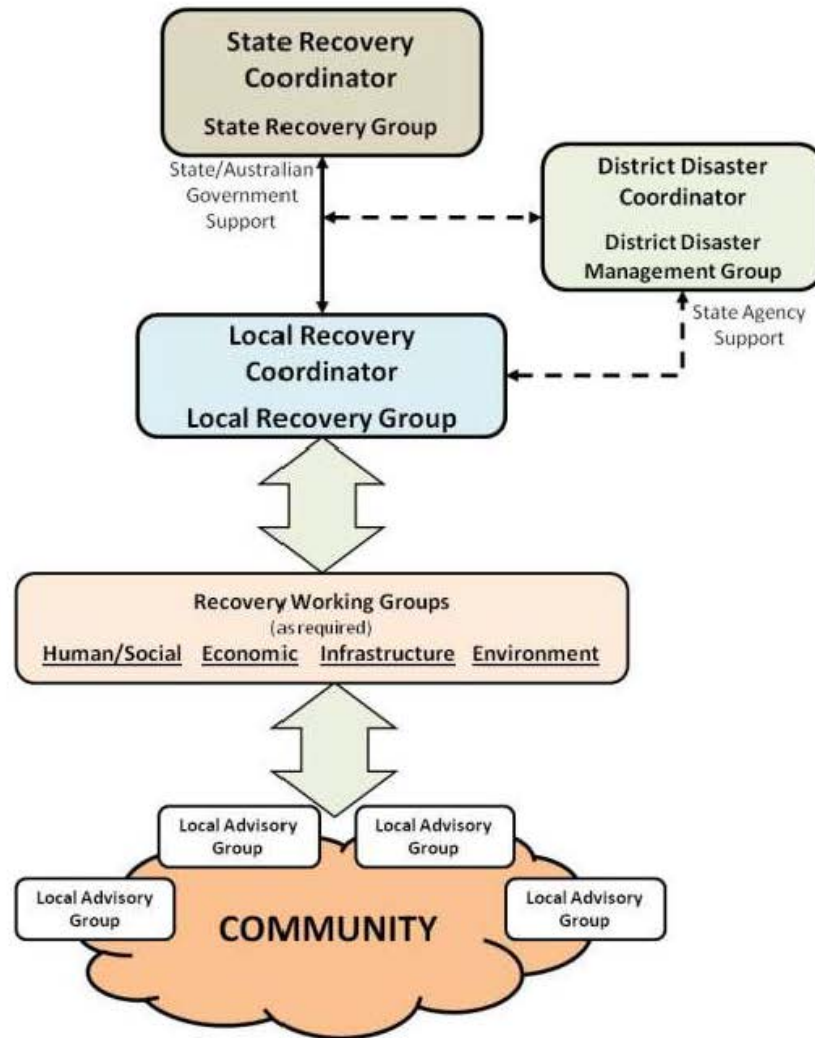 State Recovery
Coordinator
State Recovery Group
State/Australian
Government
Support
District Disaster
Coordinator
District Disaster
Management Group
State Agency
Support
Local Recovery
Coordinator
Local Recovery Group
Recovery Working Groups
(as required)
Human/Social Economic Infrastructure Environment
Local Advisory
Group
Local Advisory
Group
Local Advisory
Group
Local Advisory
Group
COMMUNITY